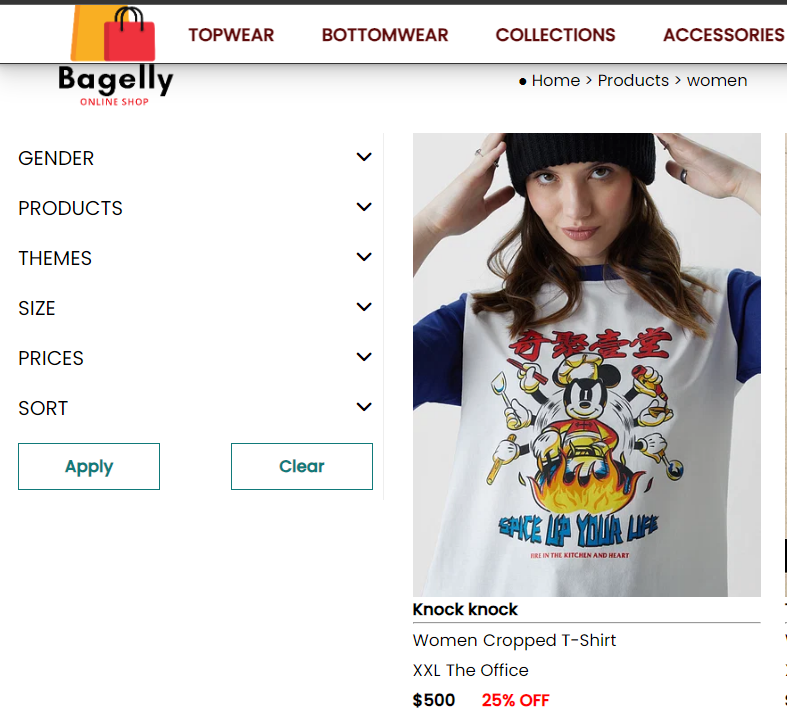 TOPWEAR BOTTOMWEAR COLLECTIONS ACCESSORIES
Bagelly
ONLINE SHOP
● Home > Products > women
GENDER
PRODUCTS
THEMES
SIZE
PRICES
SORT
Apply Clear
奇聚壹堂
SPICE UP YOUR LIFE
FIRE IN THE KITCHEN AND HEART
Knock knock
Women Cropped T-Shirt
XXL The Office
$500 25% OFF